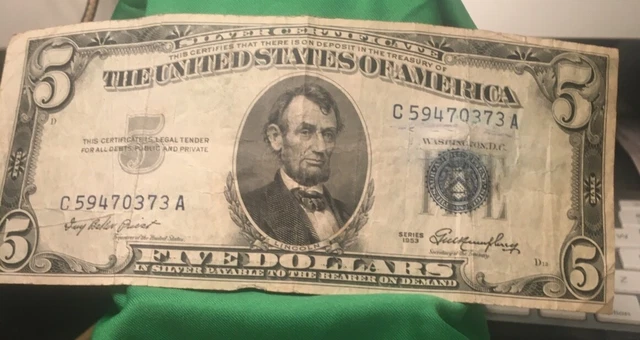 5 5
SILVER CERTIFICATE
THIS CERTIFIES THAT THERE IS ON DEPOSIT IN THE TREASURY OF
THE UNITED STATES OF AMERICA
C 59470373 A
D
5
THIS CERTIFICATE IS LEGAL TENDER
FOR ALL DEBTS PUBLIC AND PRIVATE
WASHINGTON, D.C.
C 59470373 A
SERIES
1953
LINCOLN
5 5
FIVE DOLLARS
IN SILVER PAYABLE TO THE BEARER ON DEMAND